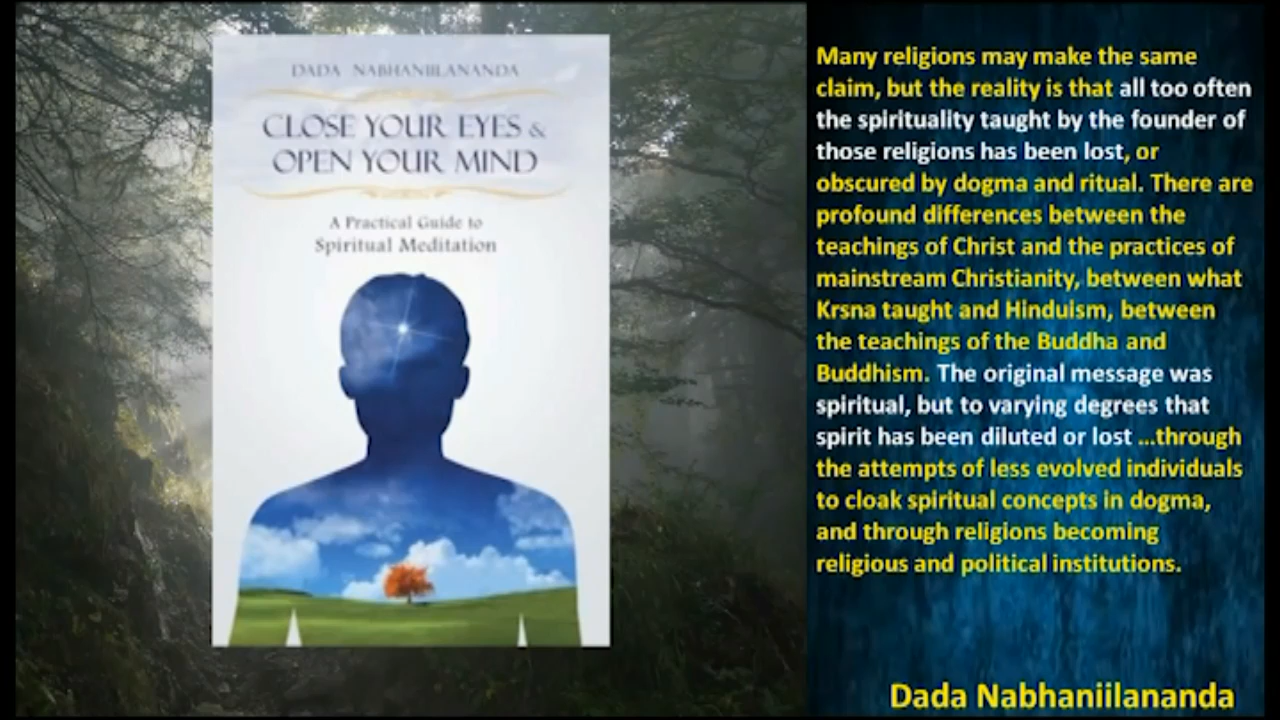 DADA NABHANIILANANDA
CLOSE YOUR EYES &
OPEN YOUR MIND
A Practical Guide to
Spiritual Meditation
Many religions may make the same
claim, but the reality is that all too often
the spirituality taught by the founder of
those religions has been lost, or
obscured by dogma and ritual. There are
profound differences between the
teachings of Christ and the practices of
mainstream Christianity, between what
Krsna taught and Hinduism, between
the teachings of the Buddha and
Buddhism. The original message was
spiritual, but to varying degrees that
spirit has been diluted or lost ...through
the attempts of less evolved individuals
to cloak spiritual concepts in dogma,
and through religions becoming
religious and political institutions.
Dada Nabhaniilananda